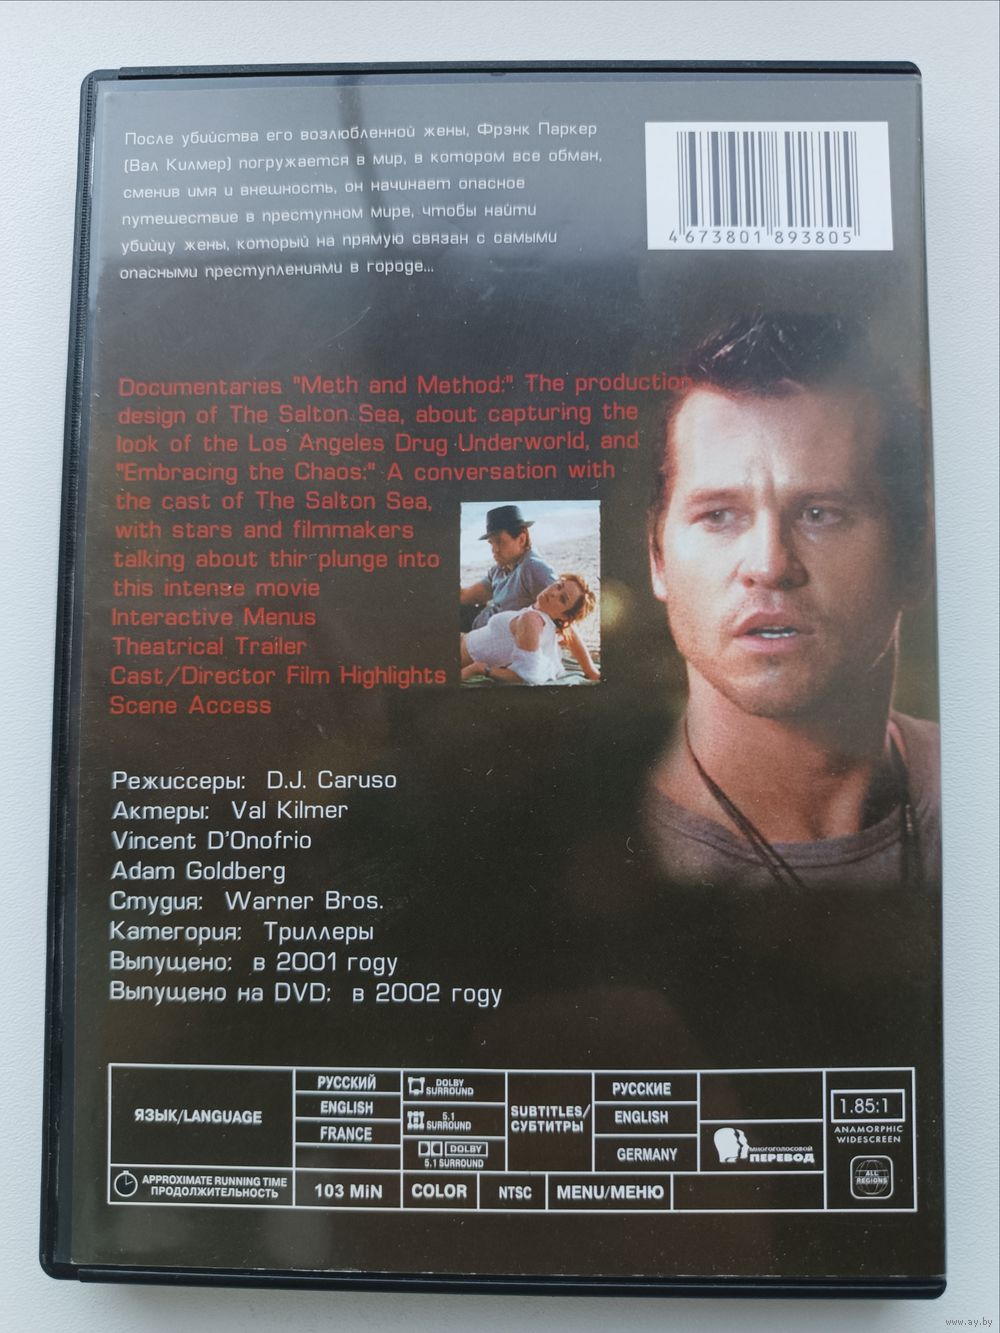 После убийства его возлюбленной жены, Фрэнк Паркер
(Вал Килмер) погружается в мир, в котором все обман,
сменив имя и внешность, он начинает опасное
путешествие в преступном мире, чтобы найти
убийцу жены, который на прямую связан с самыми
опасными преступлениями в городе...
4 673801 893805
Documentaries "Meth and Method:" The production
design of The Salton Sea, about capturing the
look of the Los Angeles Drug Underworld, and
"Embracing the Chaos:" A conversation with
the cast of The Salton Sea,
with stars and filmmakers
talking about thir plunge into
this intense movie
Interactive Menus
Theatrical Trailer
Cast/Director Film Highlights
Scene Access
Режиссеры: D.J. Caruso
Актеры: Val Kilmer
Vincent D'Onofrio
Adam Goldberg
Студия: Warner Bros.
Категория: Триллеры
Выпущено: в 2001 году
Выпущено на DVD: в 2002 году
ЯЗЫК/LANGUAGE
РУССКИЙ
ENGLISH
FRANCE
DOLBY
SURROUND
5.1
SURROUND
DOLBY
5.1 SURROUND
SUBTITLES/
СУБТИТРЫ
РУССКИЕ
ENGLISH
GERMANY
МНОГОГОЛОСОВОЙ
ПЕРЕВОД
1.85:1
ANAMORPHIC
WIDESCREEN
ALL
REGIONS
APPROXIMATE RUNNING TIME
ПРОДОЛЖИТЕЛЬНОСТЬ
103 MiN
COLOR
NTSC
MENU/МЕНЮ
www.ay.by